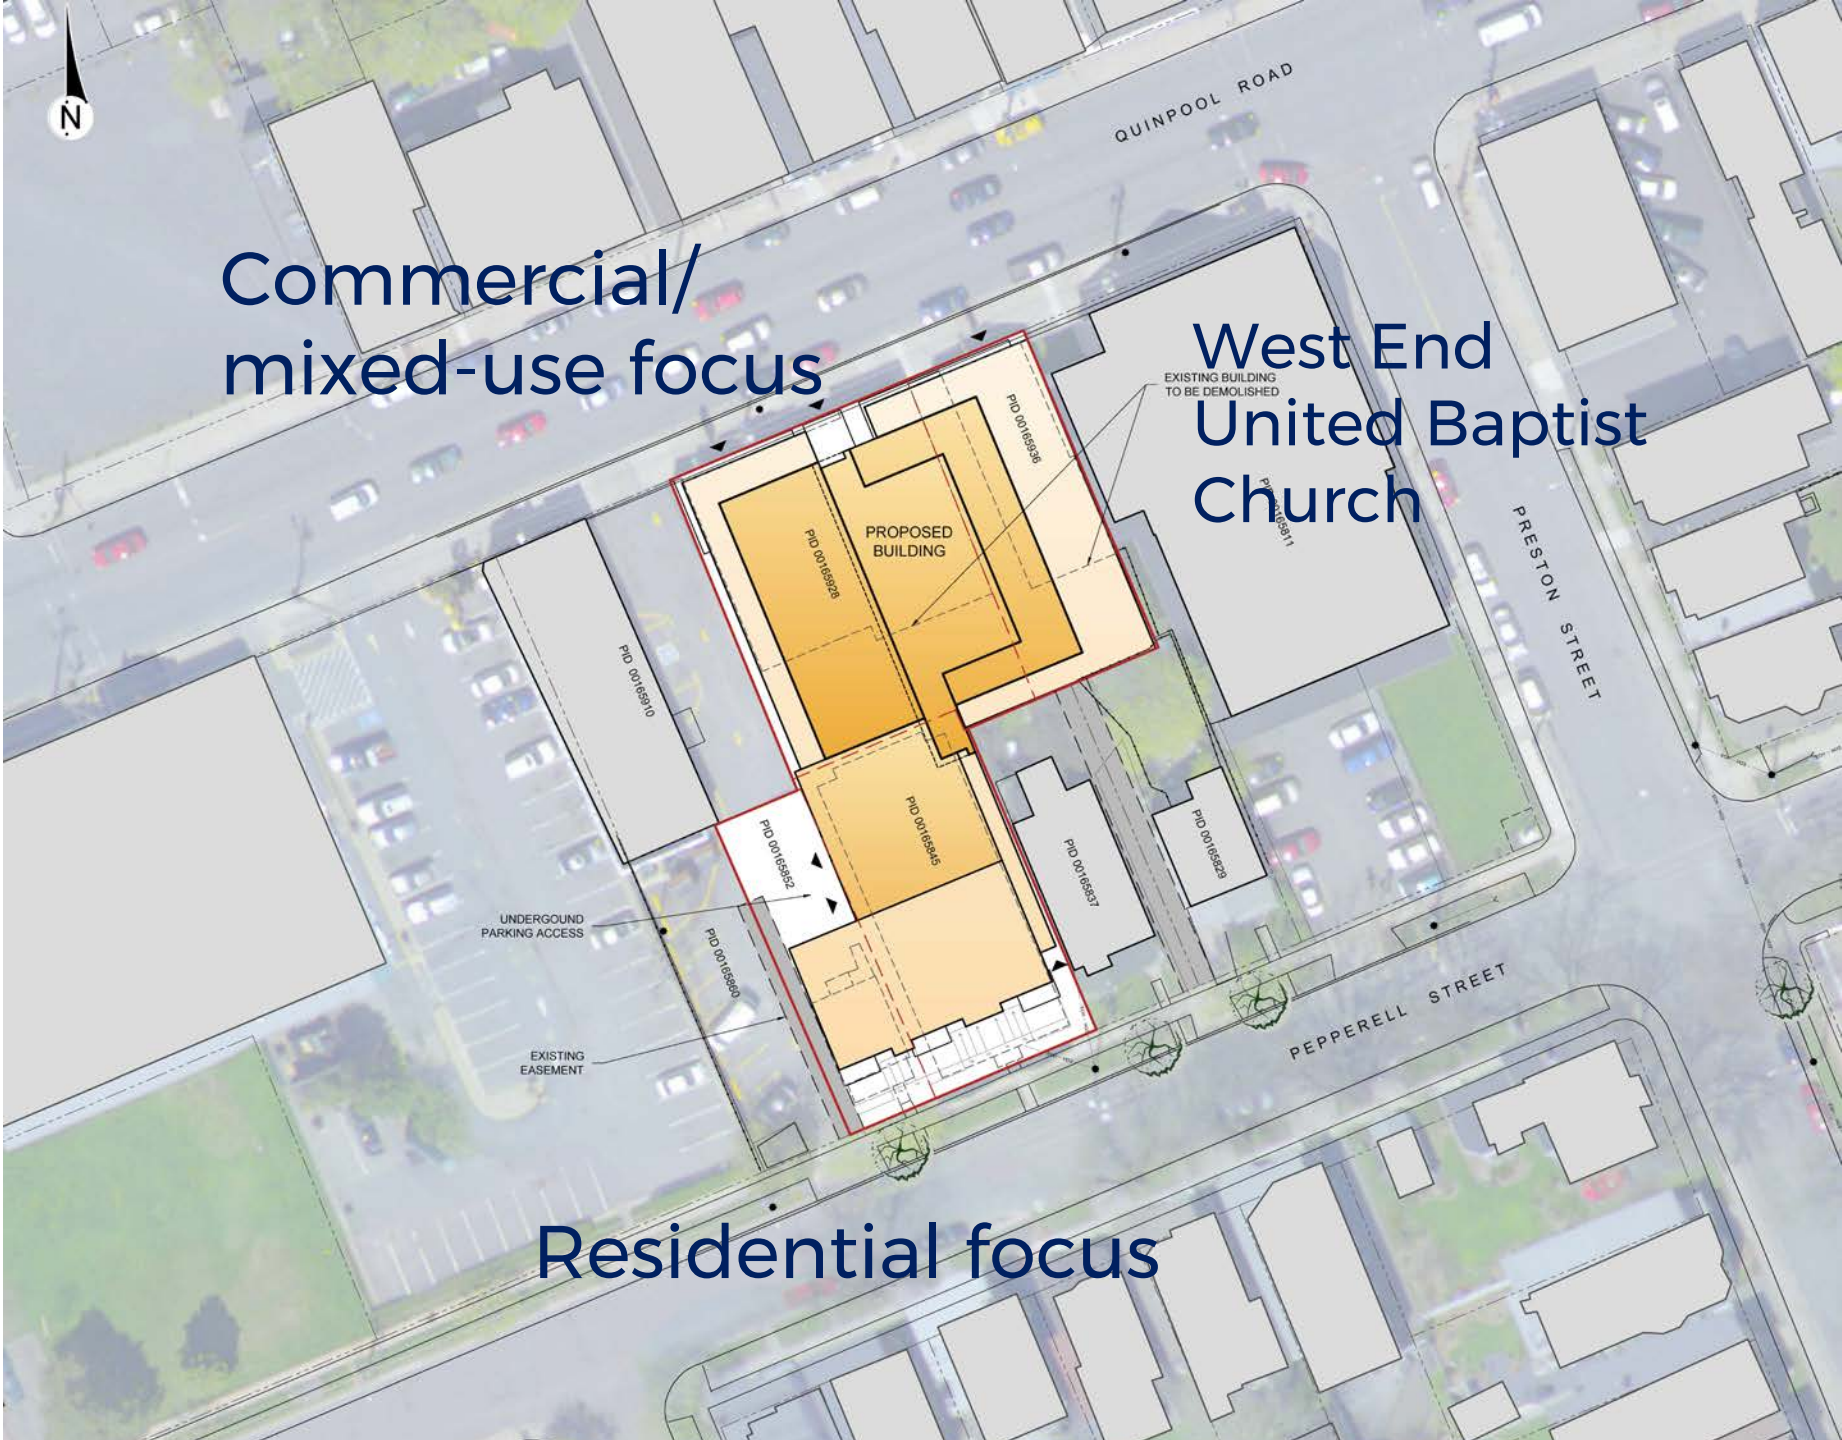 N
QUINPOOL ROAD
Commercial/
mixed-use focus
West End
United Baptist
Church
EXISTING BUILDING
TO BE DEMOLISHED
PID 00165936
PID 00165811
PROPOSED
BUILDING
PID 00165928
PRESTON STREET
PID 00165910
PID 00165845
PID 00165852
PID 00165837
PID 00165829
UNDERGOUND
PARKING ACCESS
PID 00165860
PEPPERELL STREET
EXISTING
EASEMENT
Residential focus